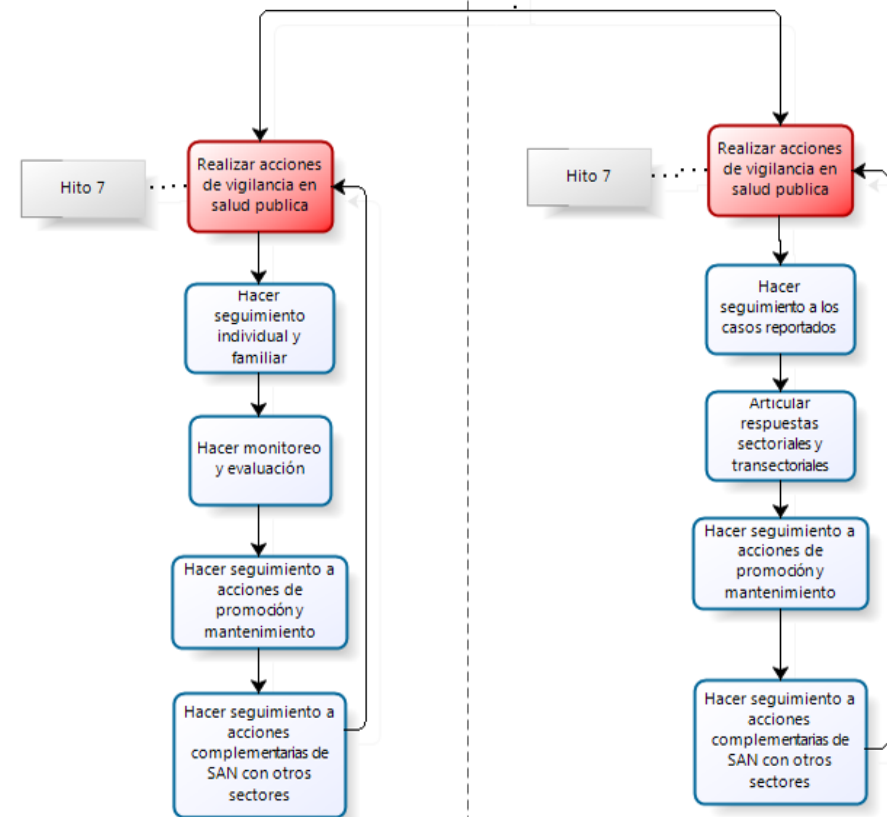 Hito 7
Realizar acciones
de vigilancia en
salud publica
Hacer
seguimiento
individual y
familiar
Hacer monitoreo
y evaluación
Hacer seguimiento a
acciones de
promoción y
mantenimiento
Hacer seguimiento a
acciones
complementarias de
SAN con otros
sectores
Hito 7
Realizar acciones
de vigilancia en
salud publica
Hacer
seguimiento a los
casos reportados
Articular
respuestas
sectoriales y
transectoriales
Hacer seguimiento a
acciones de
promoción y
mantenimiento
Hacer seguimiento a
acciones
complementarias de
SAN con otros
sectores